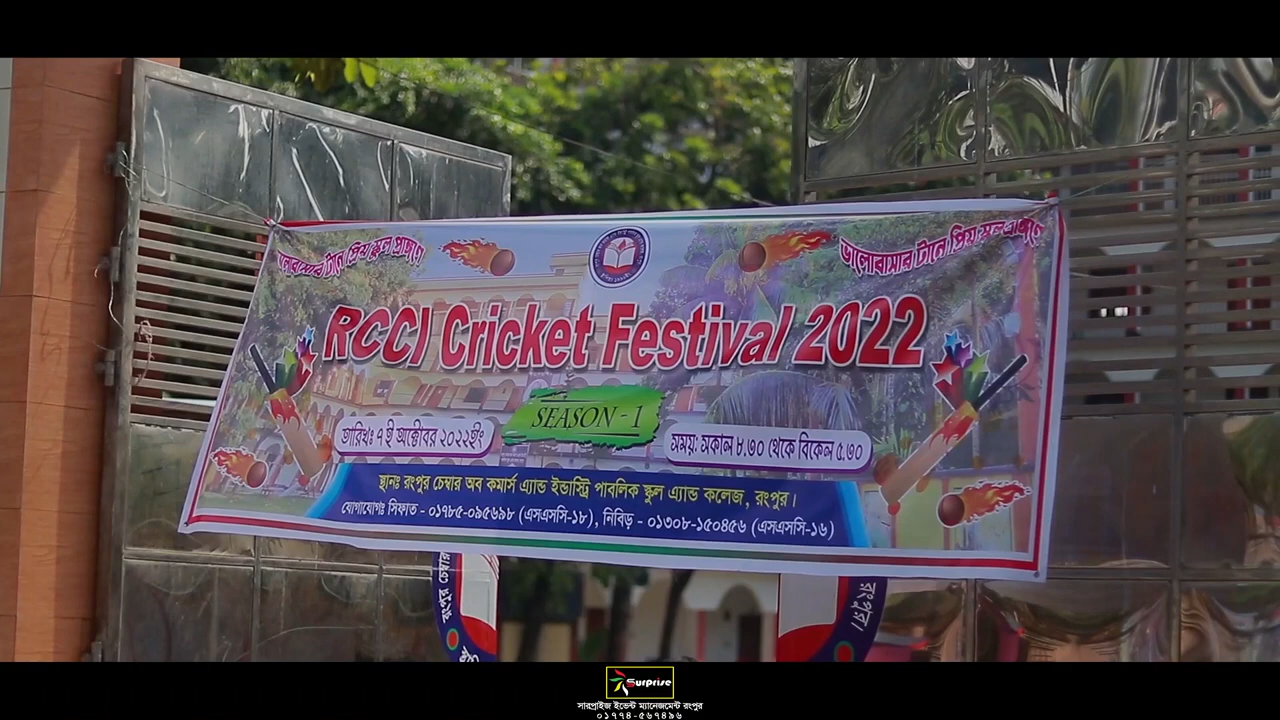 ভালোবাসার টানে প্রিয় স্কুল প্রাঙ্গণে
ভালোবাসার টানে প্রিয় স্কুল প্রাঙ্গণে
RCCI Cricket Festival 2022
SEASON - 1
তারিখঃ ৭ই অক্টোবর ২০২২ইং
সময়: সকাল ৮.৩০ থেকে বিকেল ৫.৩০
স্থানঃ রংপুর চেম্বার অব কমার্স এ্যান্ড ইন্ডাস্ট্রি পাবলিক স্কুল এ্যান্ড কলেজ, রংপুর।
যোগাযোগঃ সিফাত - ০১৭৮৫-০৯৫৬৯৮ (এসএসসি-১৮), নিবিড় - ০১৩০৮-১৫০৪৫৬ (এসএসসি-১৬)
রংপুর চেম্বার
রংপুর।
Surprise
সারপ্রাইজ ইভেন্ট ম্যানেজমেন্ট রংপুর
০১৭৭৪-৫৬৭৪৯৬